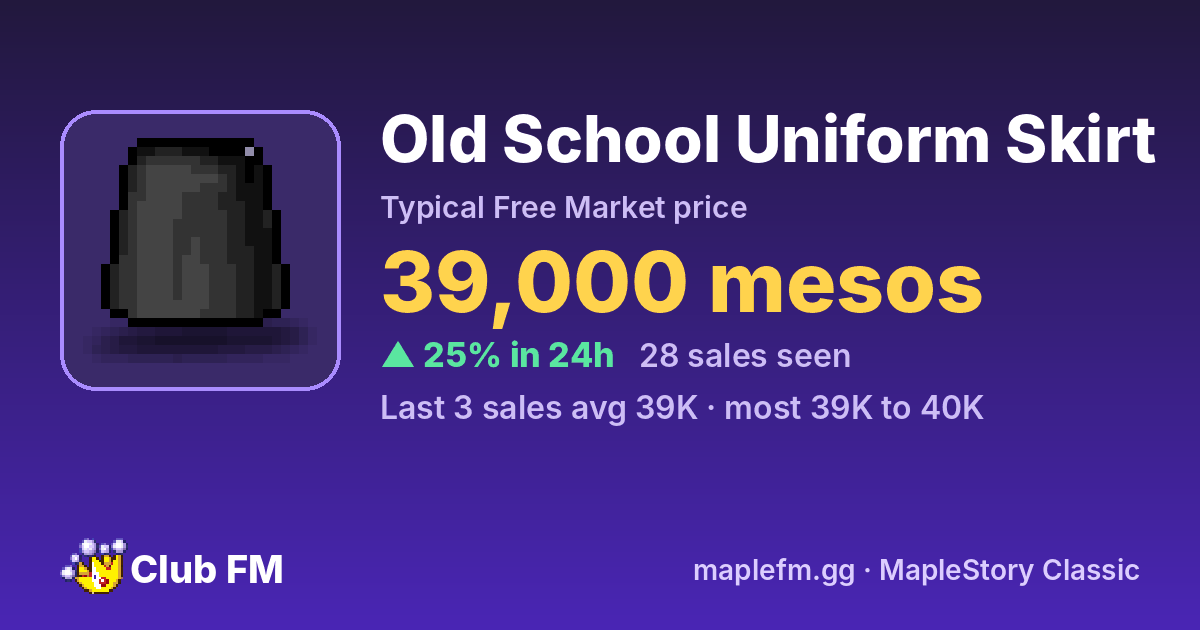 Old School Uniform Skirt
Typical Free Market price
39,000 mesos
▲ 25% in 24h 28 sales seen
Last 3 sales avg 39K · most 39K to 40K
Club FM
maplefm.gg · MapleStory Classic